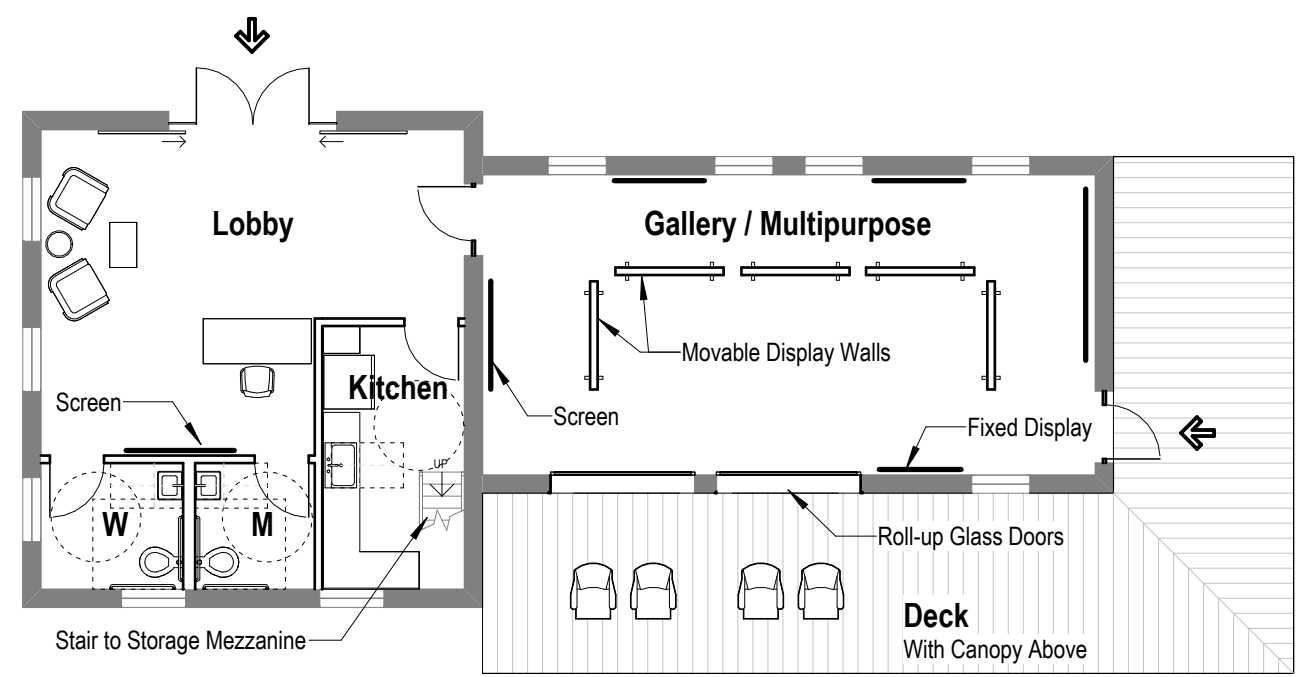 Lobby
Gallery / Multipurpose
Movable Display Walls
Kitchen
Screen
Screen
Fixed Display
UP
W
M
Roll-up Glass Doors
Deck
With Canopy Above
Stair to Storage Mezzanine